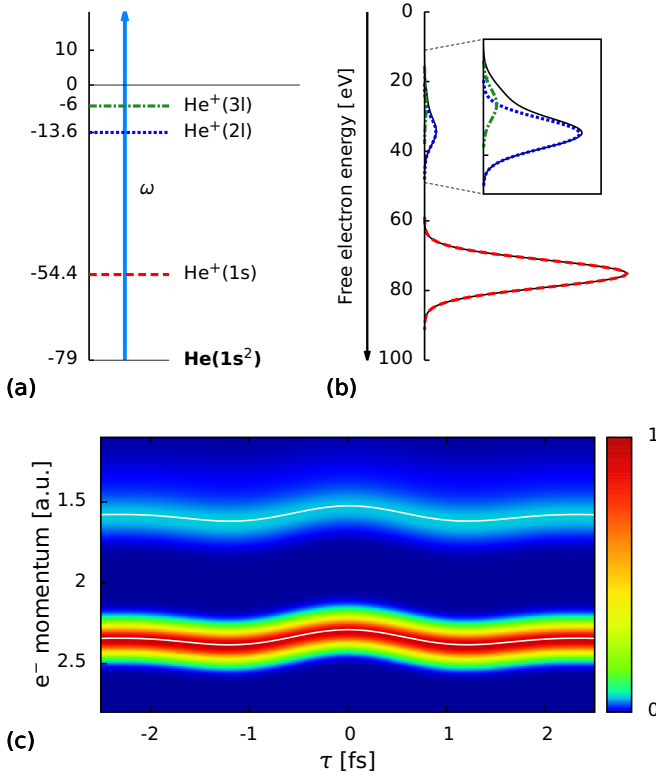 10
0
-6
-13.6
-54.4
-79
He⁺(3l)
He⁺(2l)
ω
He⁺(1s)
He(1s²)
(a)
Free electron energy [ eV]
0
20
40
60
80
100
(b)
e⁻ momentum [a.u.]
1.5
2
2.5
-2
-1
0
1
2
τ [fs]
1
0
(c)